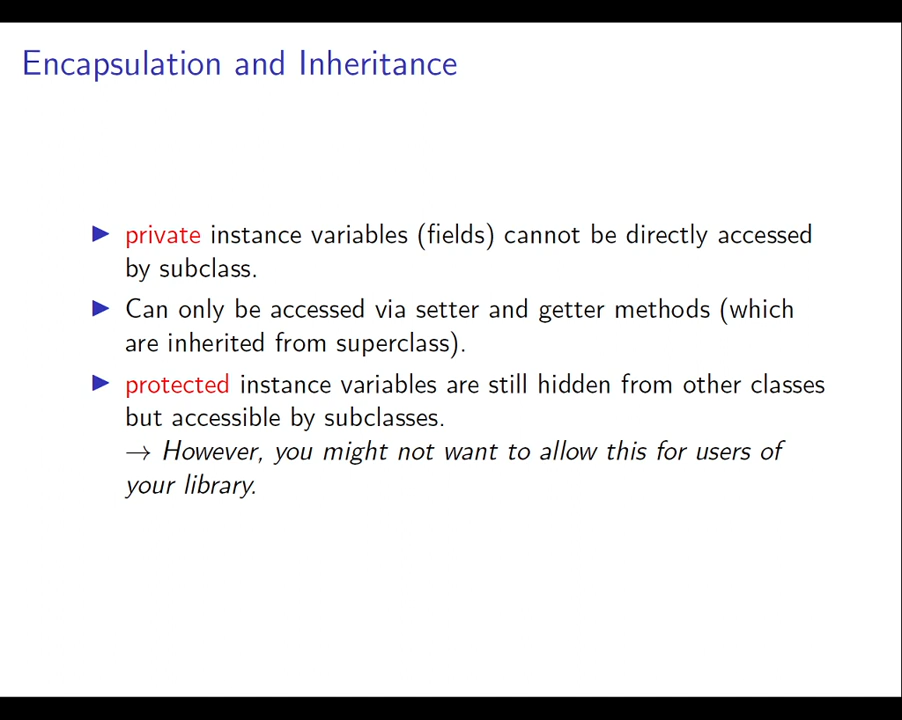 Encapsulation and Inheritance
▶ private instance variables (fields) cannot be directly accessed
by subclass.
▶ Can only be accessed via setter and getter methods (which
are inherited from superclass).
▶ protected instance variables are still hidden from other classes
but accessible by subclasses.
→ However, you might not want to allow this for users of
your library.